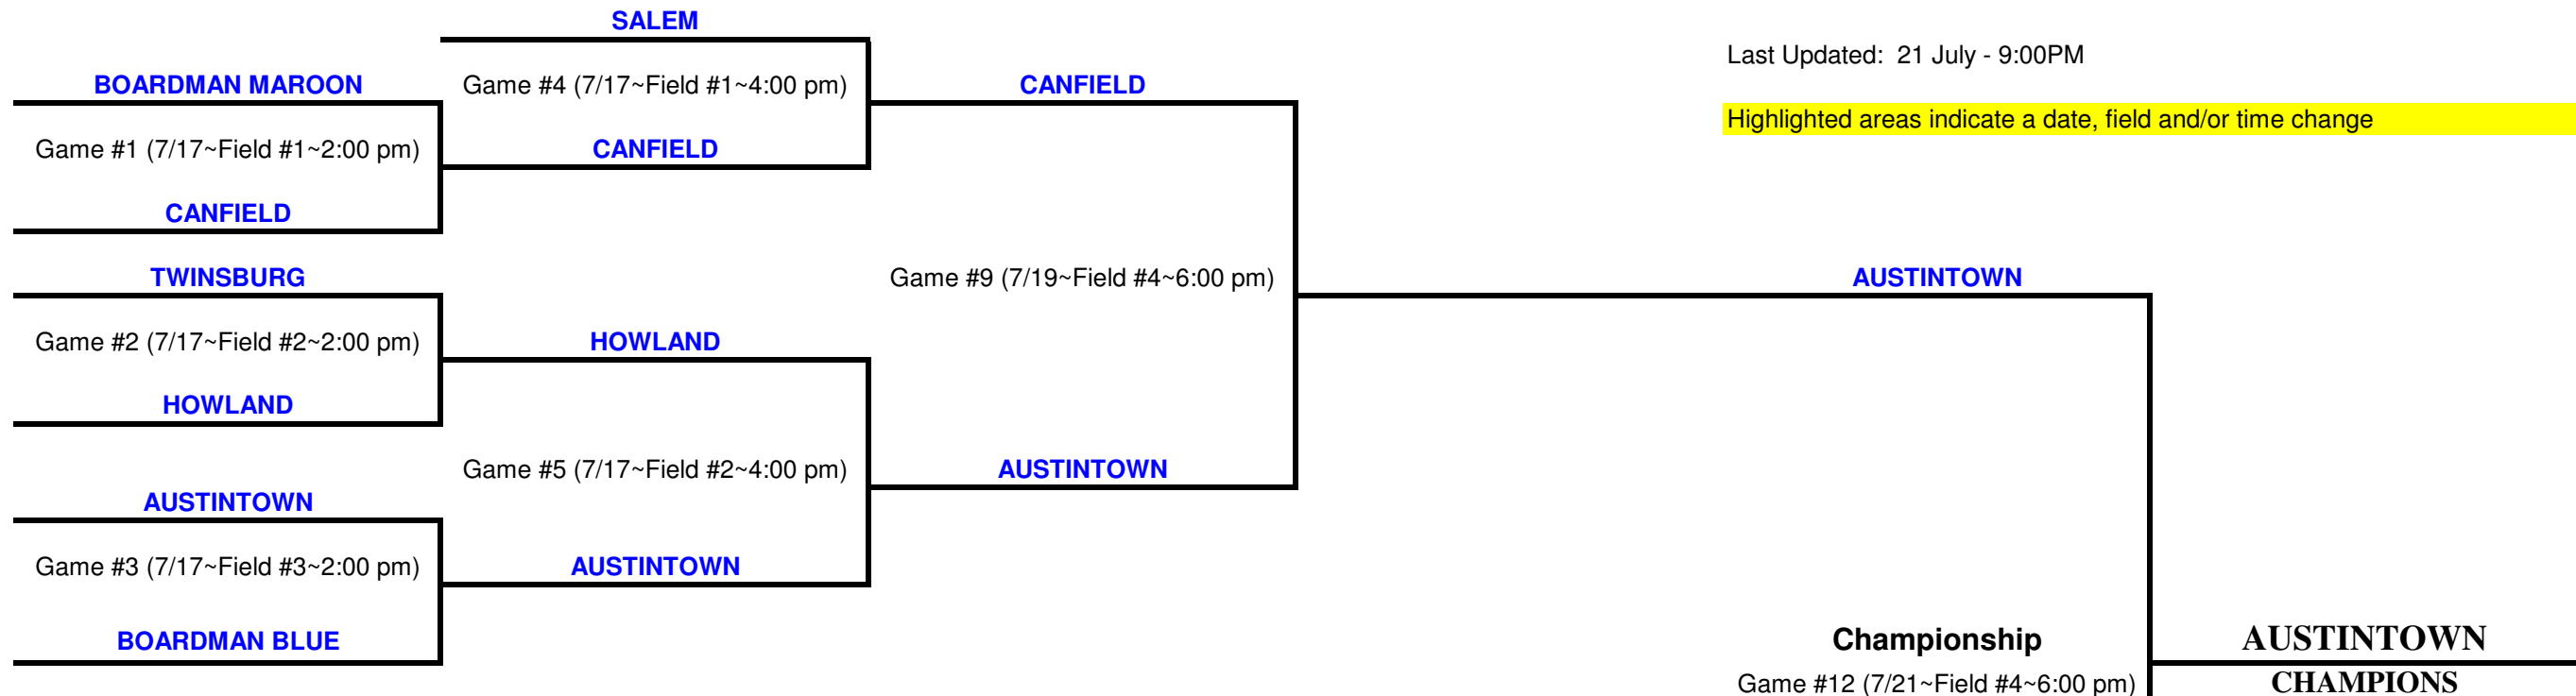 SALEM
Last Updated:  21 July - 9:00PM
BOARDMAN MAROON
Game #4 (7/17~Field #1~4:00 pm)
CANFIELD
Highlighted areas indicate a date, field and/or time change
Game #1 (7/17~Field #1~2:00 pm)
CANFIELD
CANFIELD
TWINSBURG
Game #9 (7/19~Field #4~6:00 pm)
AUSTINTOWN
Game #2 (7/17~Field #2~2:00 pm)
HOWLAND
HOWLAND
Game #5 (7/17~Field #2~4:00 pm)
AUSTINTOWN
AUSTINTOWN
Game #3 (7/17~Field #3~2:00 pm)
AUSTINTOWN
BOARDMAN BLUE
Championship
AUSTINTOWN
Game #12 (7/21~Field #4~6:00 pm)
CHAMPIONS